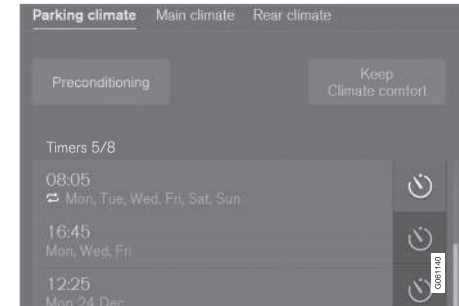 Parking climate Main climate Rear climate
Preconditioning
Keep
Climate comfort
Timers 5/8
08:05
Mon, Tue, Wed, Fri, Sat, Sun
16:45
Mon, Wed, Fri
12:25
Mon 24 Dec
G061140